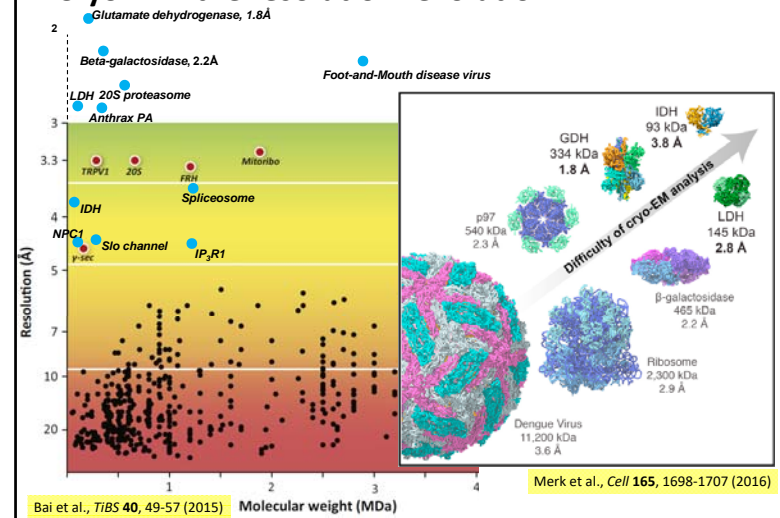 Glutamate dehydrogenase, 1.8Å
2
Beta-galactosidase, 2.2Å
Foot-and-Mouth disease virus
LDH 20S proteasome
Anthrax PA
3
3.3
TRPV1
20S
FRH
Mitoribo
Spliceosome
IDH
4
NPC1
γ-sec
Slo channel
IP3R1
5
7
10
20
Resolution (Å)
1
2
3
4
Molecular weight (MDa)
Bai et al., TiBS 40, 49-57 (2015)
IDH
93 kDa
3.8 Å
GDH
334 kDa
1.8 Å
LDH
145 kDa
2.8 Å
p97
540 kDa
2.3 Å
Difficulty of cryo-EM analysis
β-galactosidase
465 kDa
2.2 Å
Ribosome
2,300 kDa
2.9 Å
Dengue Virus
11,200 kDa
3.6 Å
Merk et al., Cell 165, 1698-1707 (2016)